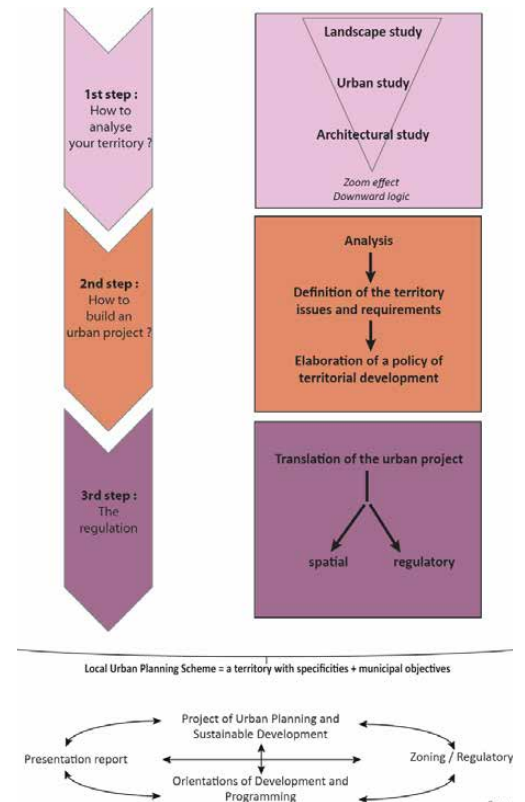 1st step :
How to
analyse
your territory ?
Landscape study
Urban study
Architectural study
Zoom effect
Downward logic
2nd step :
How to
build an
urban project ?
Analysis
Definition of the territory
issues and requirements
Elaboration of a policy of
territorial development
3rd step :
The
regulation
Translation of the urban project
spatial
regulatory
Local Urban Planning Scheme = a territory with specificities + municipal objectives
Project of Urban Planning and
Sustainable Development
Presentation report
Zoning / Regulatory
Orientations of Development and
Programming